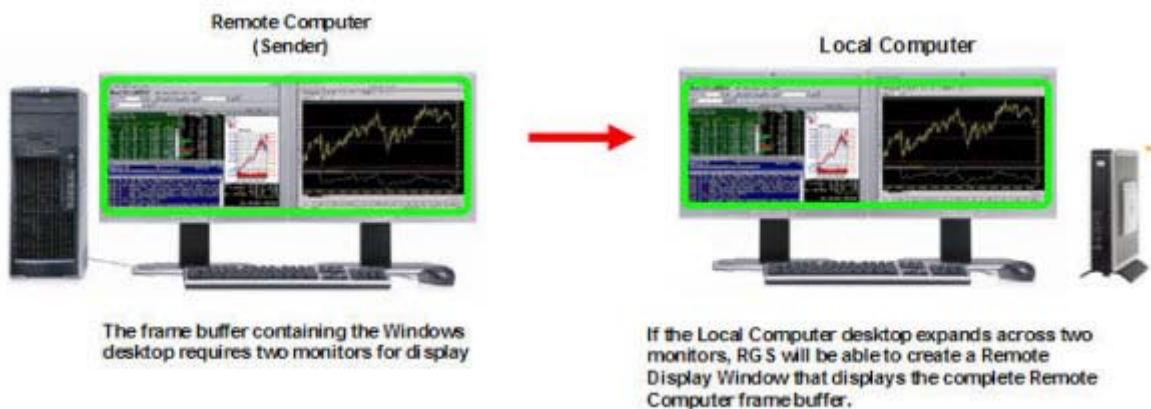 Remote Computer
(Sender)
Local Computer
The frame buffer containing the Windows
desktop requires two monitors for display
If the Local Computer desktop expands across two
monitors, RGS will be able to create a Remote
Display Window that displays the complete Remote
Computer frame buffer.